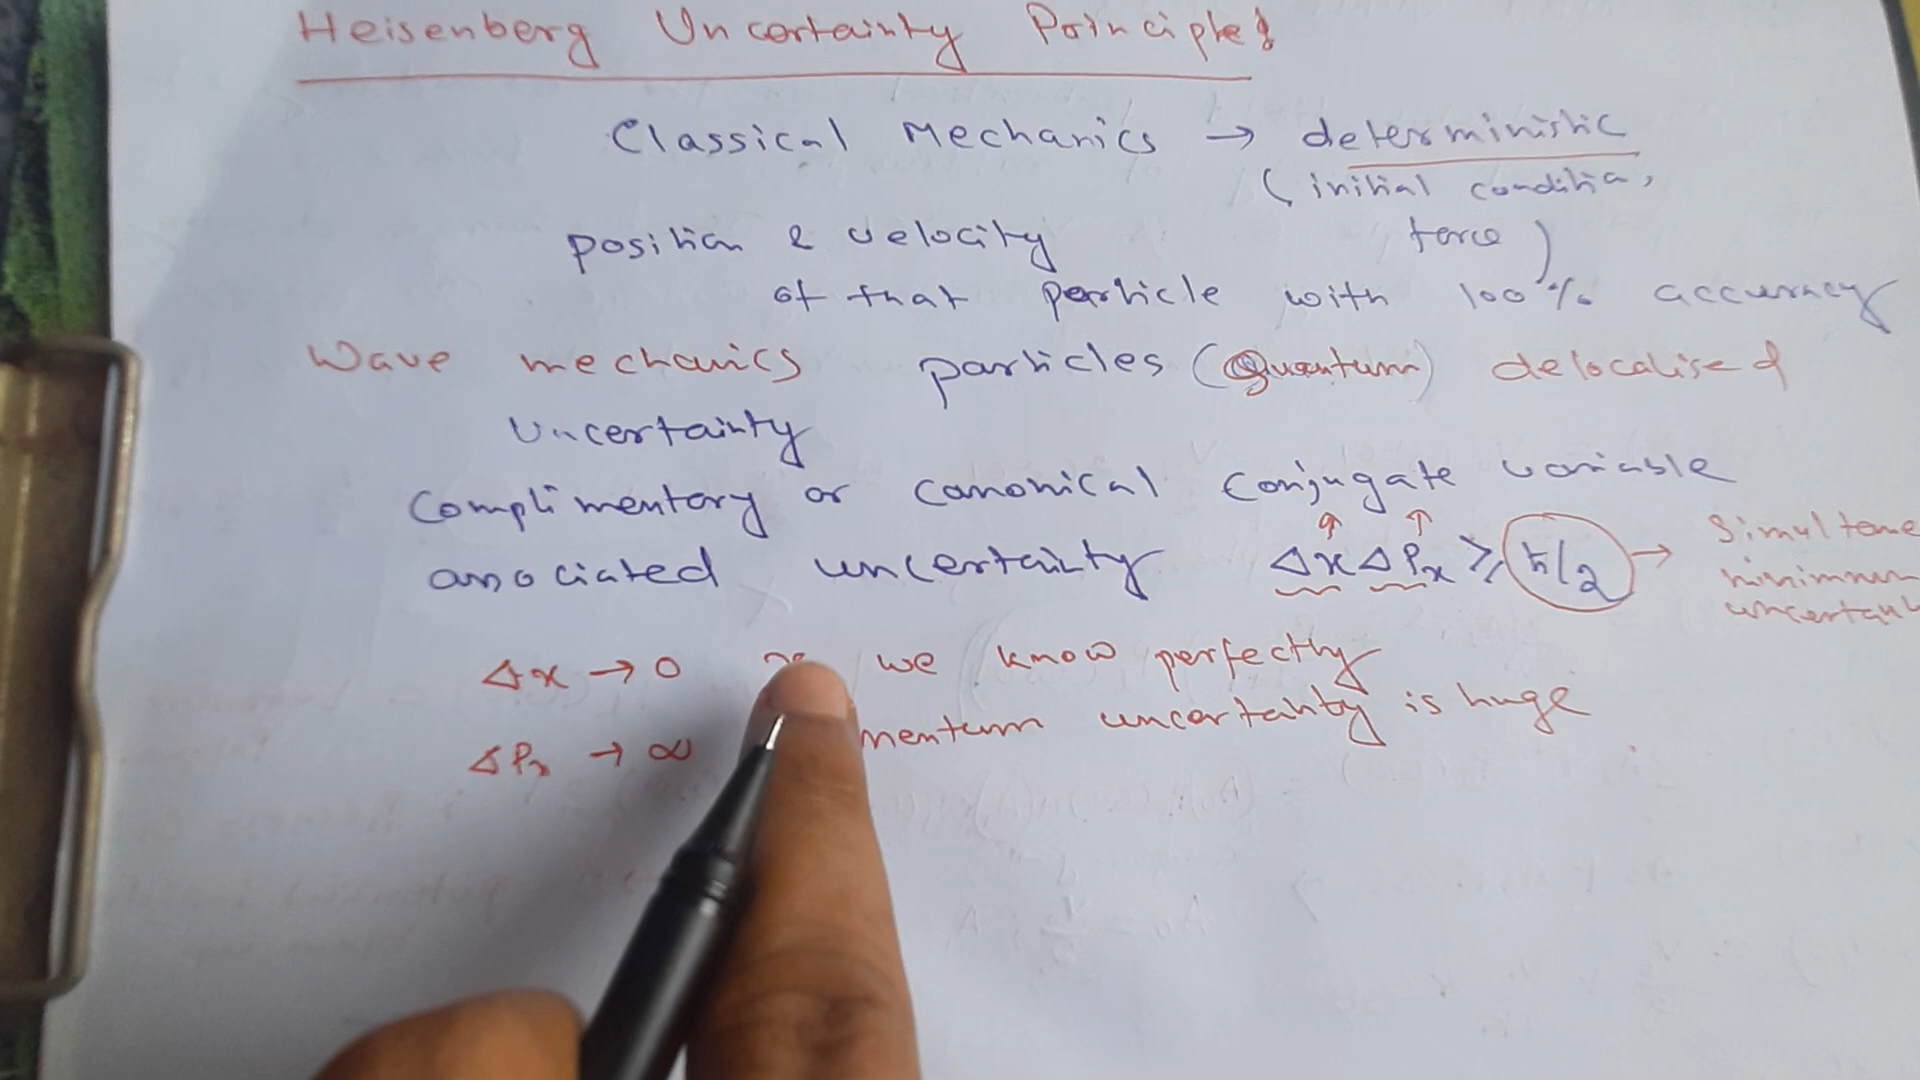 Heisenberg Uncertainty Principle:
Classical Mechanics → deterministic
(initial condition,
force)
position & velocity
of that particle with 100% accuracy
Wave mechanics particles (Quantum) delocalised
Uncertainty
Complimentory or canonical conjugate variable
associated uncertainty Δx ΔPx ≥ ħ/2 →
minimum
Δx → 0 we know perfectly
ΔPx → ∞ mentum uncertainty is huge